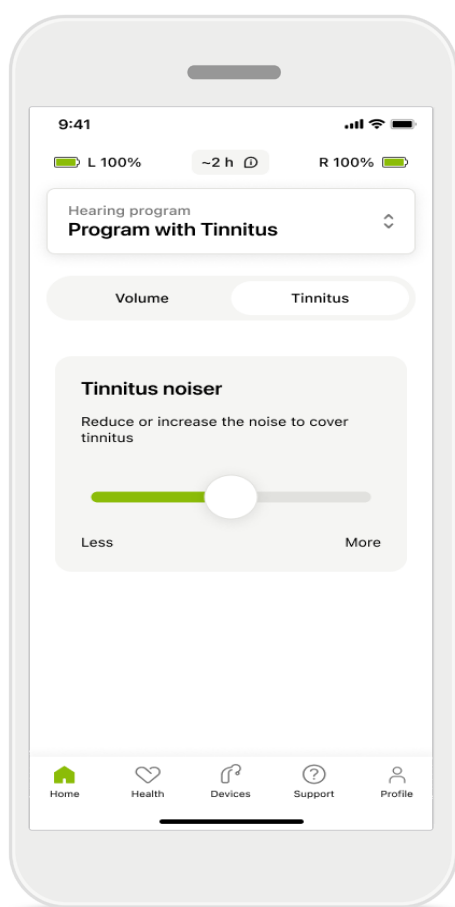 9:41
L 100% ~2 h R 100%
Hearing program
Program with Tinnitus
Volume Tinnitus
Tinnitus noiser
Reduce or increase the noise to cover
tinnitus
Less More
Home Health Devices Support Profile